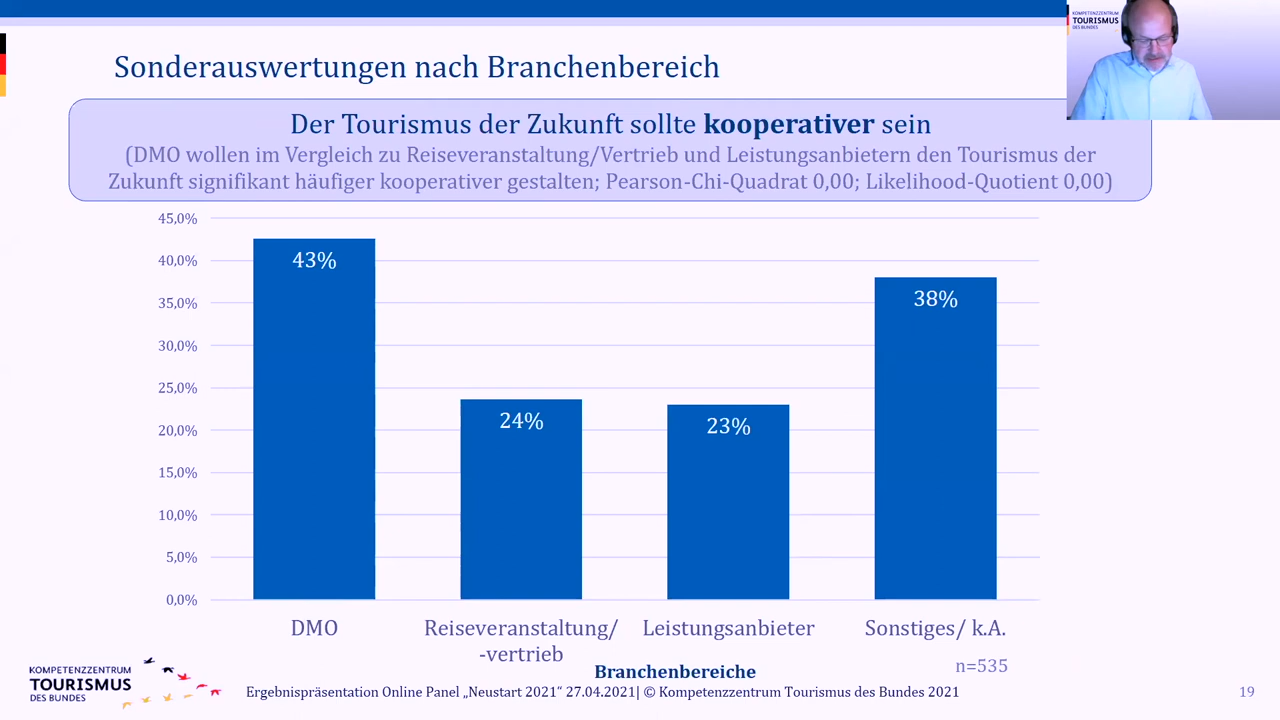 KOMPETENZZENTRUM
TOURISMUS
DES BUNDES
Sonderauswertungen nach Branchenbereich
Der Tourismus der Zukunft sollte kooperativer sein
(DMO wollen im Vergleich zu Reiseveranstaltung/Vertrieb und Leistungsanbietern den Tourismus der
Zukunft signifikant häufiger kooperativer gestalten; Pearson-Chi-Quadrat 0,00; Likelihood-Quotient 0,00)
45,0%
40,0%
35,0%
30,0%
25,0%
20,0%
15,0%
10,0%
5,0%
0,0%
43%
24%
23%
38%
DMO
Reiseveranstaltung/
-vertrieb
Leistungsanbieter
Sonstiges/ k.A.
Branchenbereiche
n=535
KOMPETENZZENTRUM
TOURISMUS
DES BUNDES
Ergebnispräsentation Online Panel „Neustart 2021“ 27.04.2021| © Kompetenzzentrum Tourismus des Bundes 2021
19